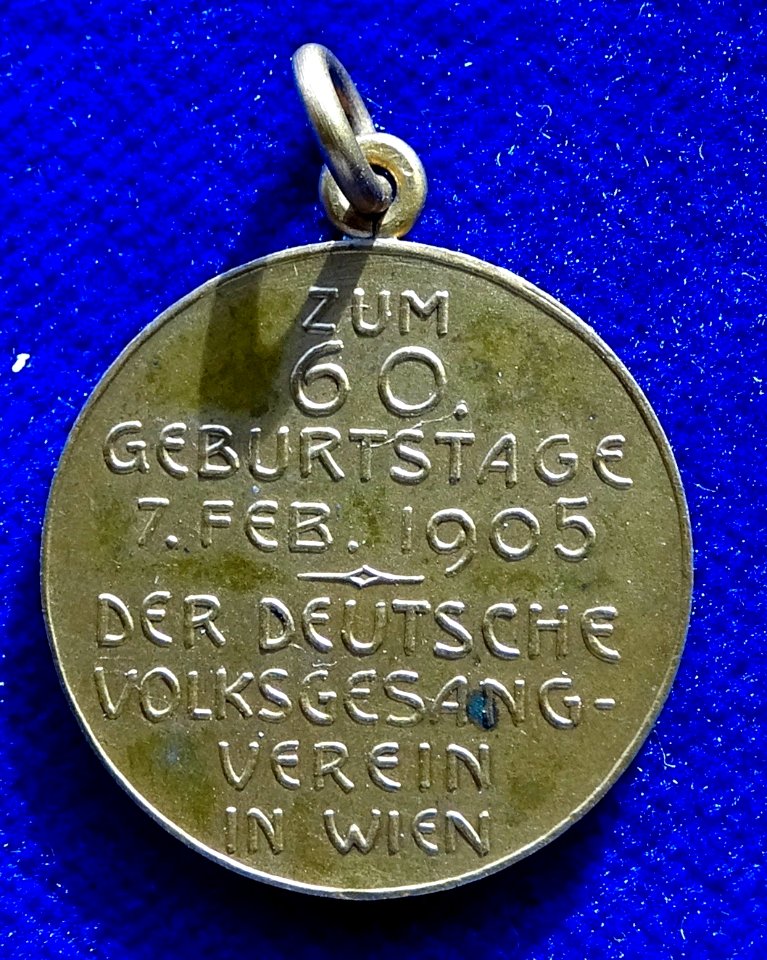 ZUM
60.
GEBURTSTAGE
7. FEB. 1905
DER DEUTSCHE
VOLKSGESANG-
VEREIN
IN WIEN